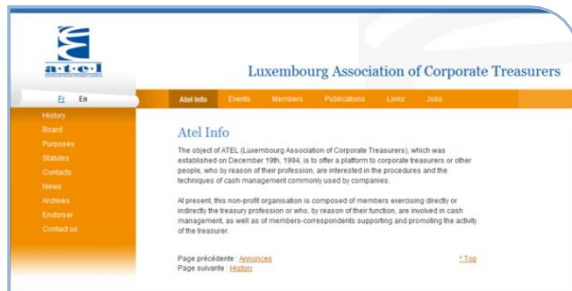 a·t·e·l
Luxembourg Association of Corporate Treasurers
Fr En
Atel Info Events Members Publications Links Jobs
History
Board
Purposes
Statutes
Contacts
News
Archives
Endorser
Contact us
Atel Info
The object of ATEL (Luxembourg Association of Corporate Treasurers), which was
established on December 19th, 1994, is to offer a platform to corporate treasurers or other
people, who by reason of their profession, are interested in the procedures and the
techniques of cash management commonly used by companies.
At present, this non-profit organisation is composed of members exercising directly or
indirectly the treasury profession or who, by reason of their function, are involved in cash
management, as well as of members-correspondents supporting and promoting the activity
of the treasurer.
Page précédente : Annonces ^ Top
Page suivante : History